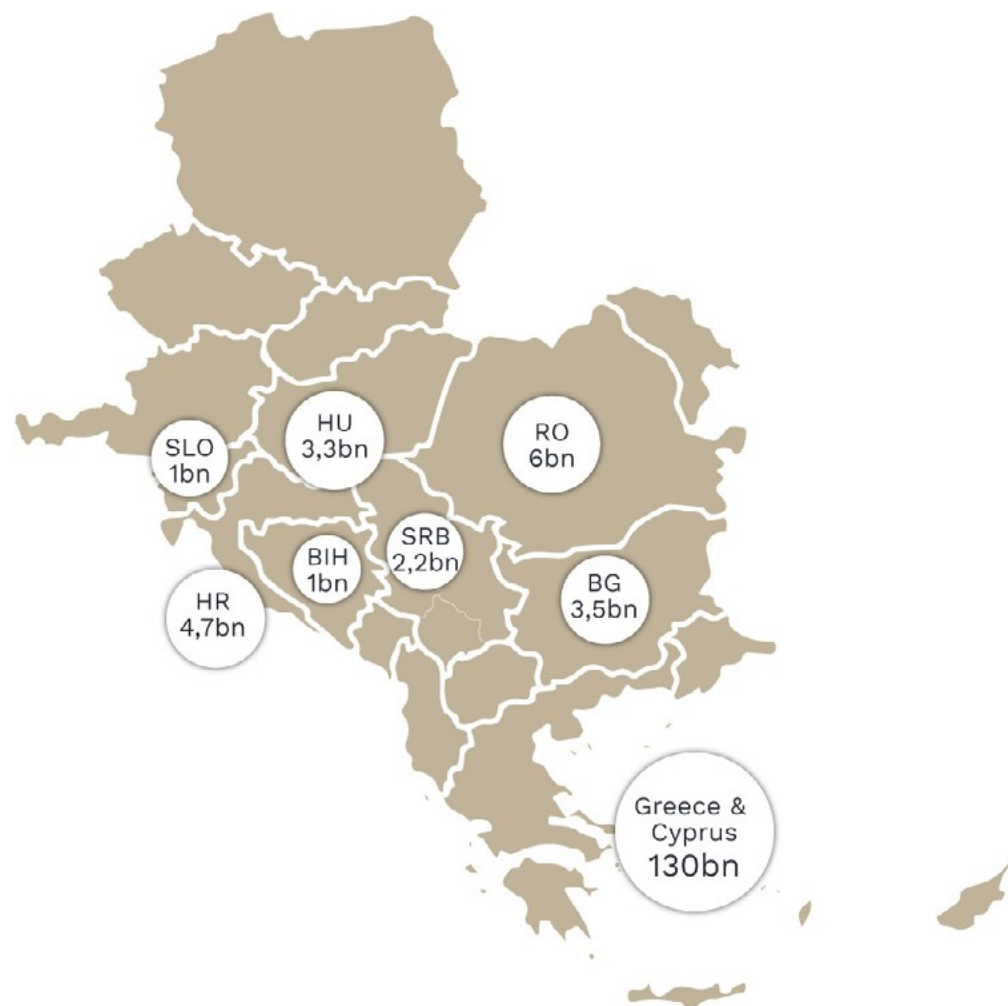 HU
3,3bn
RO
6bn
SLO
1bn
SRB
2,2bn
BIH
1bn
BG
3,5bn
HR
4,7bn
Greece &
Cyprus
130bn